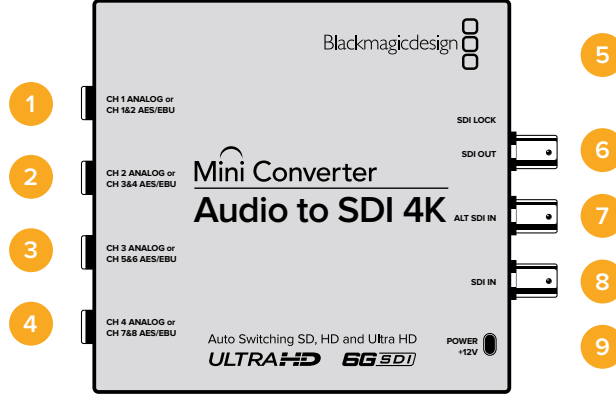 Blackmagicdesign
1
CH 1 ANALOG or
CH 1&2 AES/EBU
2
CH 2 ANALOG or
CH 3&4 AES/EBU
3
CH 3 ANALOG or
CH 5&6 AES/EBU
4
CH 4 ANALOG or
CH 7&8 AES/EBU
Mini Converter
Audio to SDI 4K
Auto Switching SD, HD and Ultra HD
ULTRAHD 6G SDI
5
SDI LOCK
6
SDI OUT
7
ALT SDI IN
8
SDI IN
9
POWER
+12V